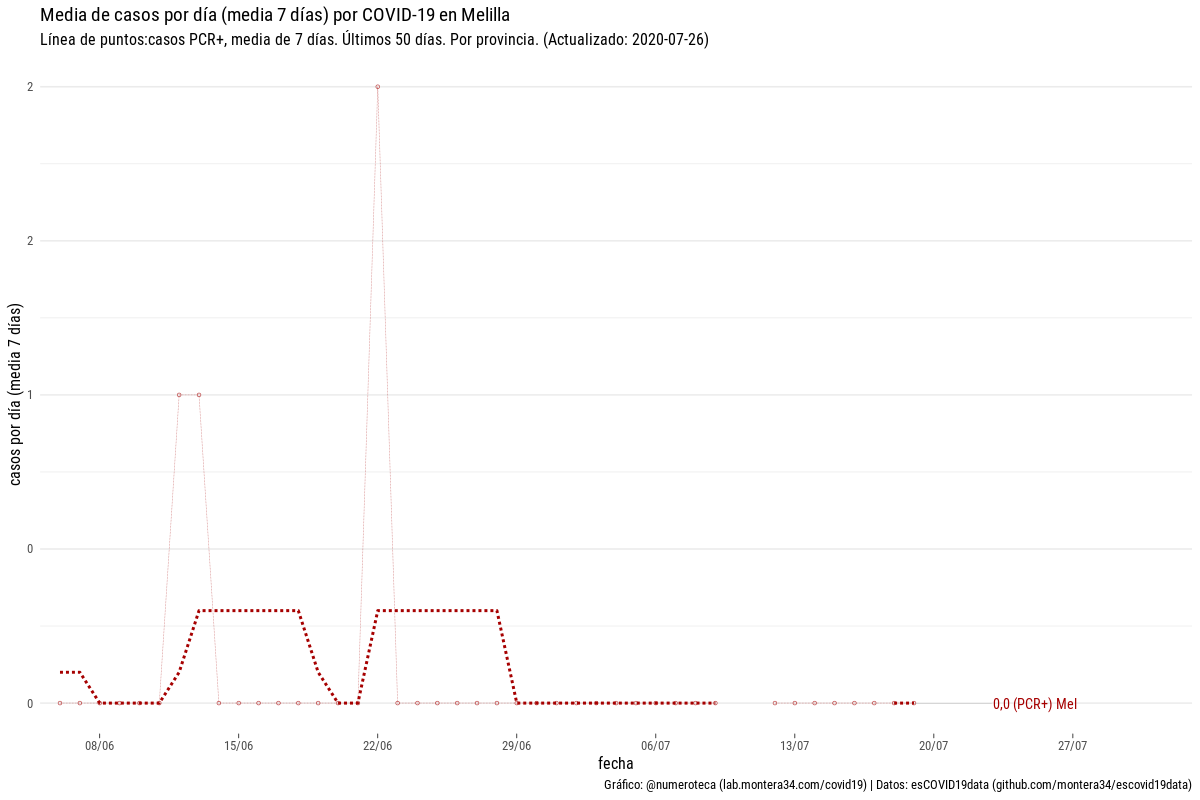 Media de casos por día (media 7 días) por COVID-19 en Melilla
Línea de puntos:casos PCR+, media de 7 días. Últimos 50 días. Por provincia. (Actualizado: 2020-07-26)
casos por día (media 7 días)
2
2
1
0
0
0,0 (PCR+) Mel
08/06
15/06
22/06
29/06
06/07
13/07
20/07
27/07
fecha
Gráfico: @numeroteca (lab.montera34.com/covid19) | Datos: esCOVID19data (github.com/montera34/escovid19data)